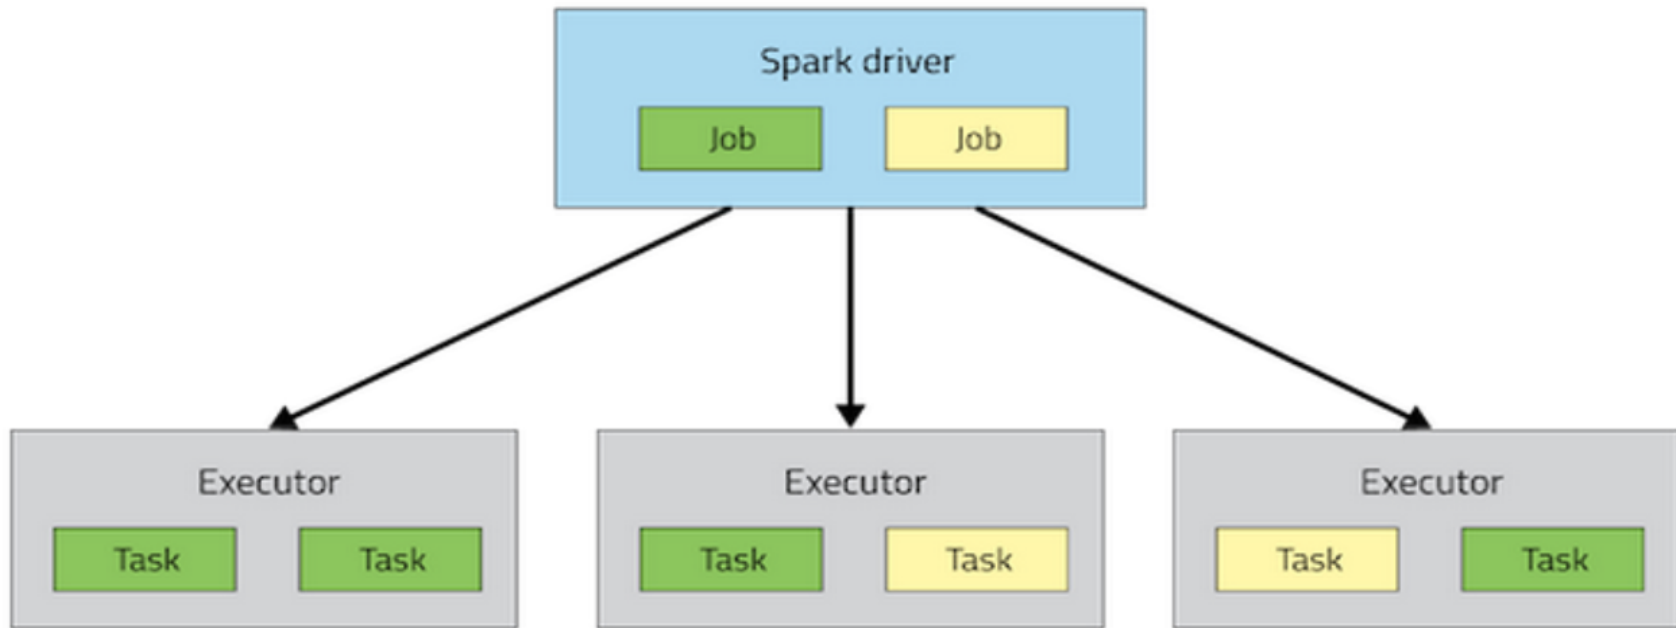 Spark driver
Job Job
Executor Executor Executor
Task Task Task Task Task Task